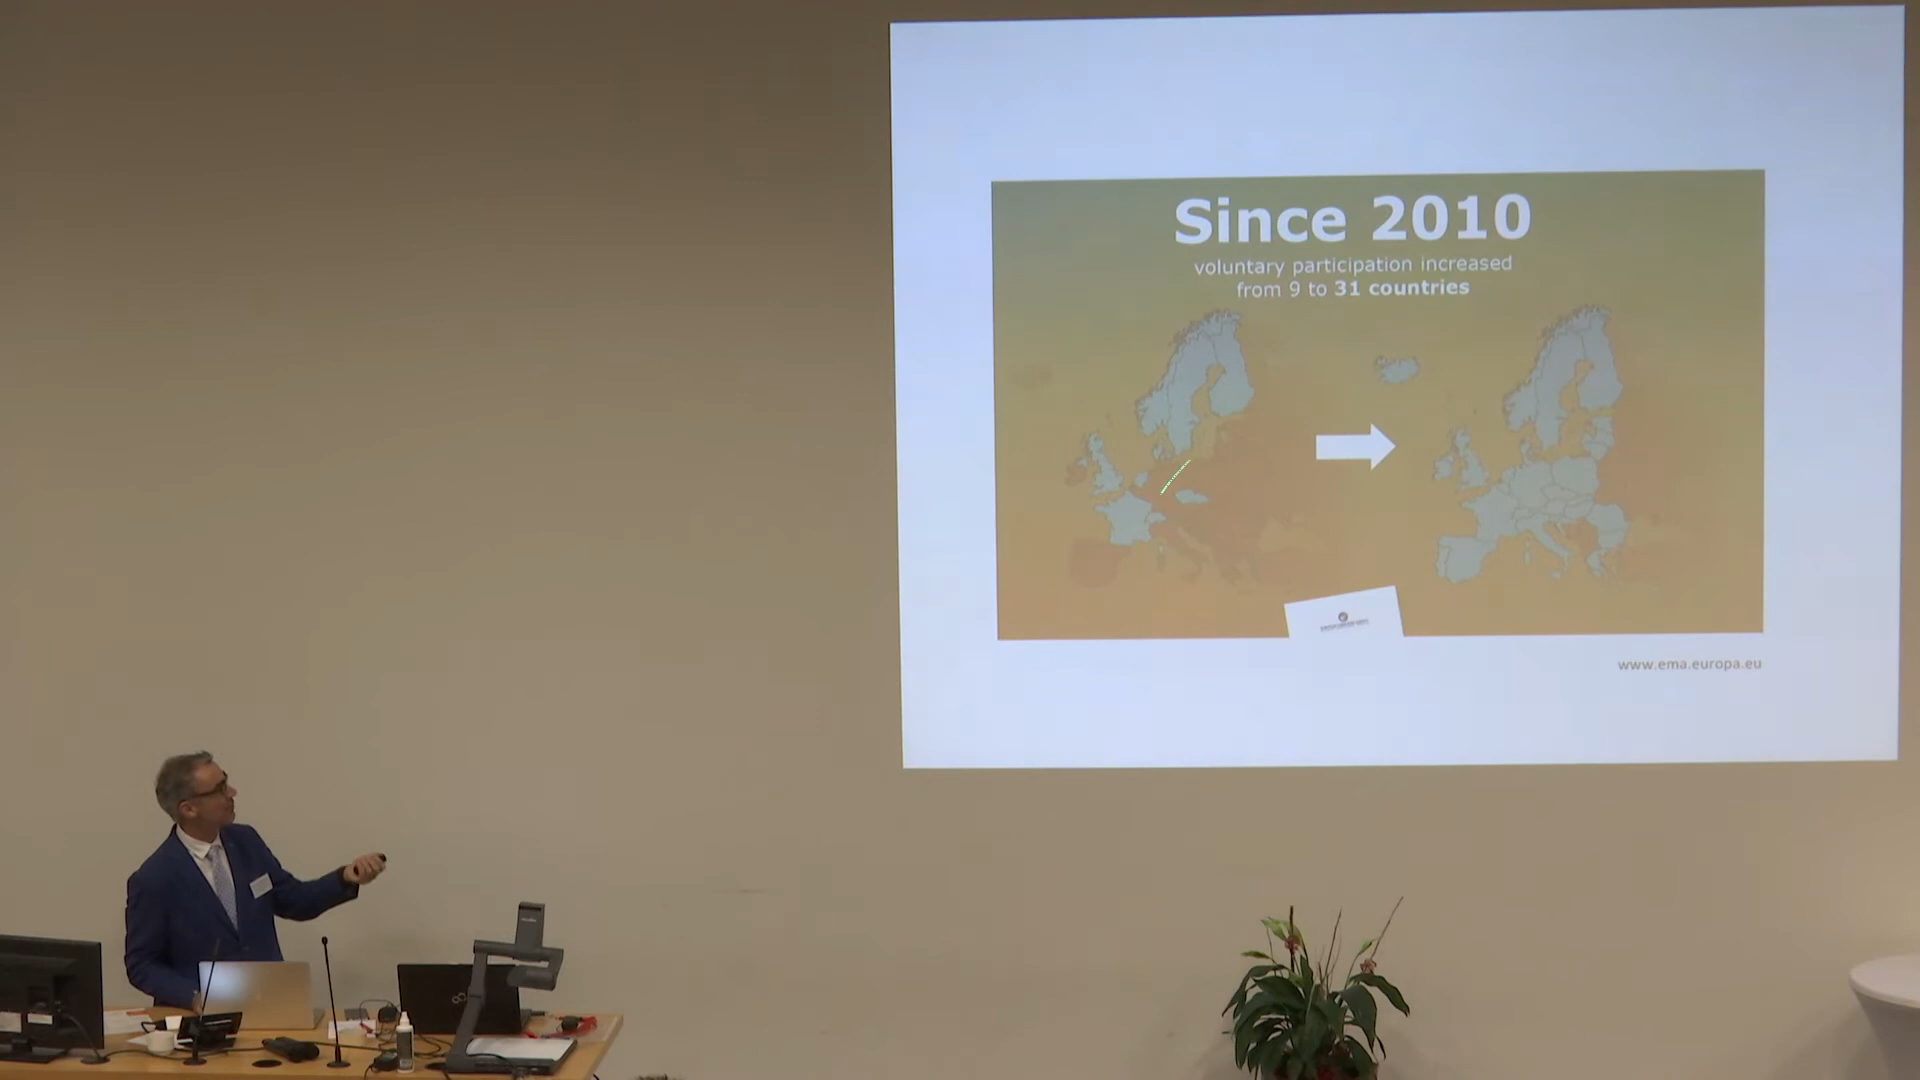 Since 2010
voluntary participation increased
from 9 to 31 countries
www.ema.europa.eu